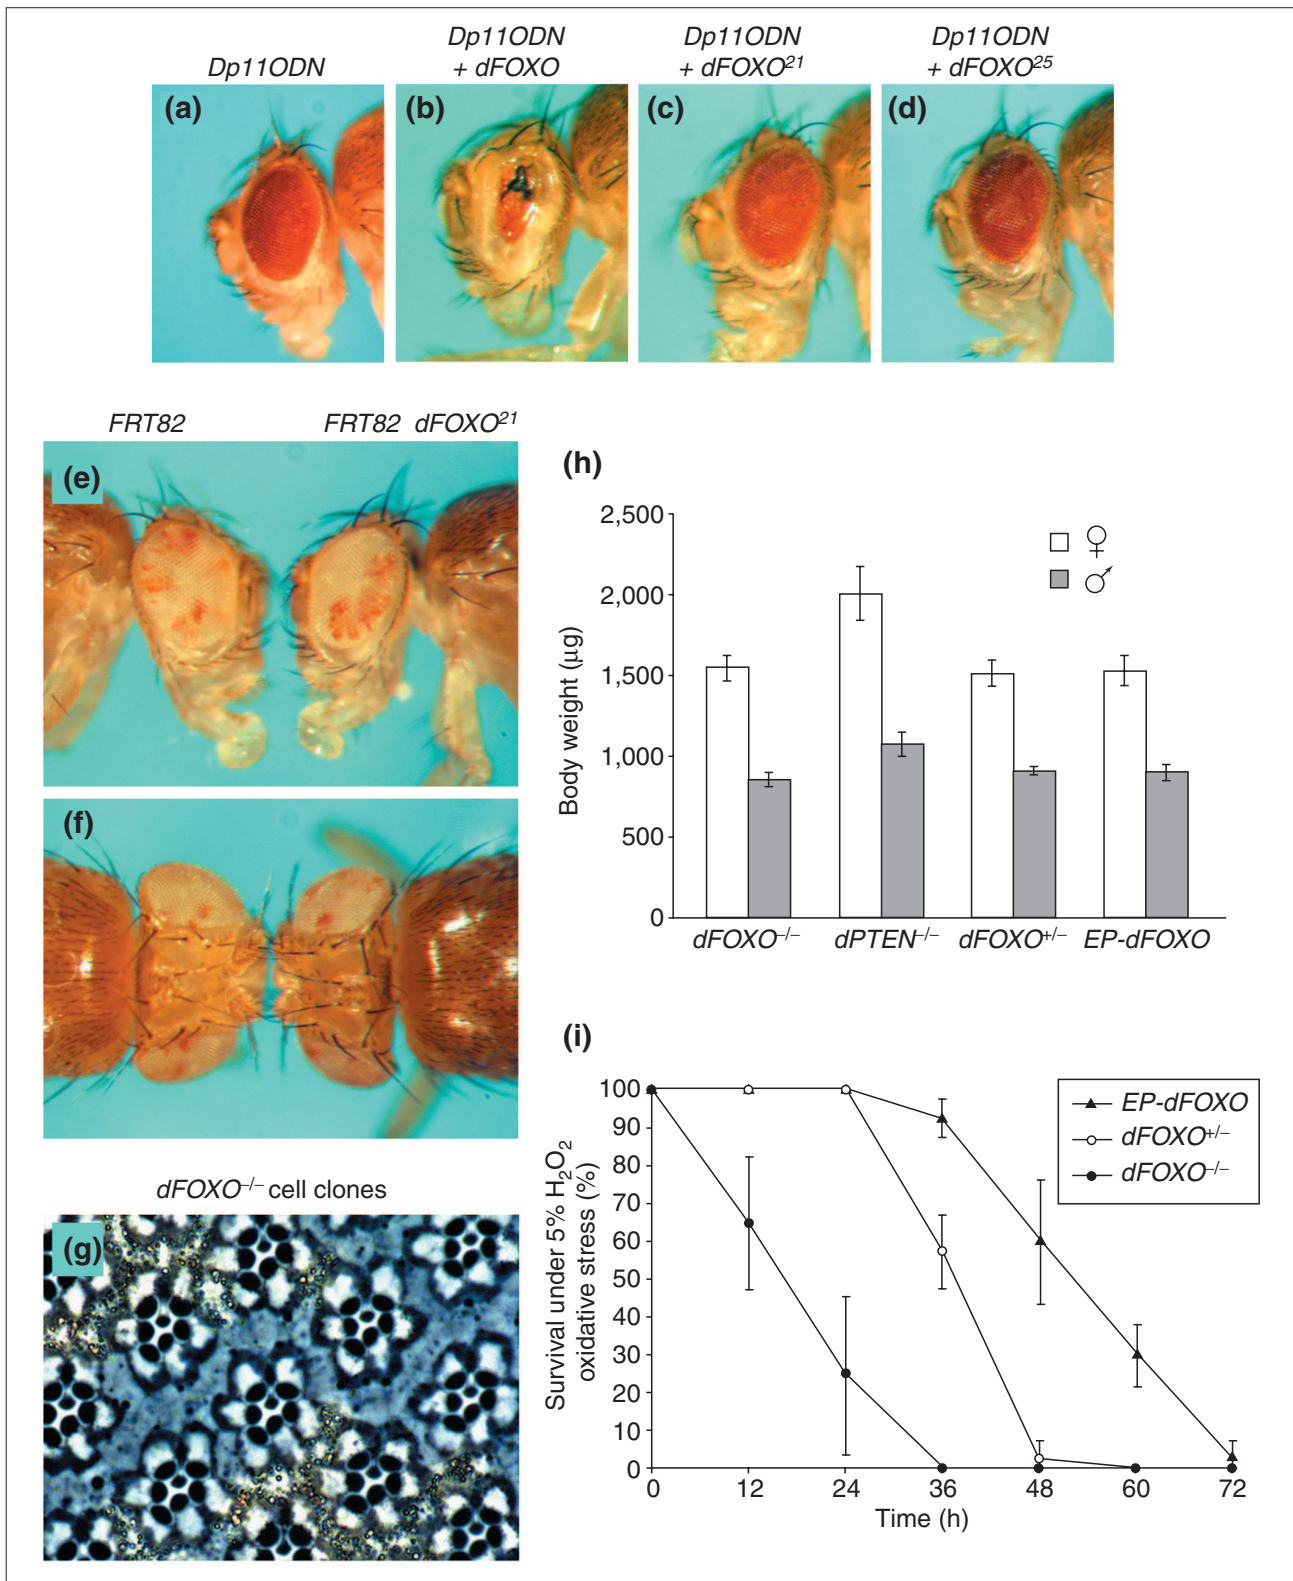 Dp110DN
Dp110DN
+ dFOXO
Dp110DN
+ dFOXO²¹
Dp110DN
+ dFOXO²⁵
(a)
(b)
(c)
(d)
FRT82
FRT82 dFOXO²¹
(e)
(f)
dFOXO⁻/⁻ cell clones
(g)
(h)
2,500
2,000
1,500
1,000
500
0
Body weight (µg)
♀
♂
dFOXO⁻/⁻
dPTEN⁻/⁻
dFOXO⁺/⁻
EP-dFOXO
(i)
100
90
80
70
60
50
40
30
20
10
0
Survival under 5% H₂O₂
oxidative stress (%)
EP-dFOXO
dFOXO⁺/⁻
dFOXO⁻/⁻
0
12
24
36
48
60
72
Time (h)